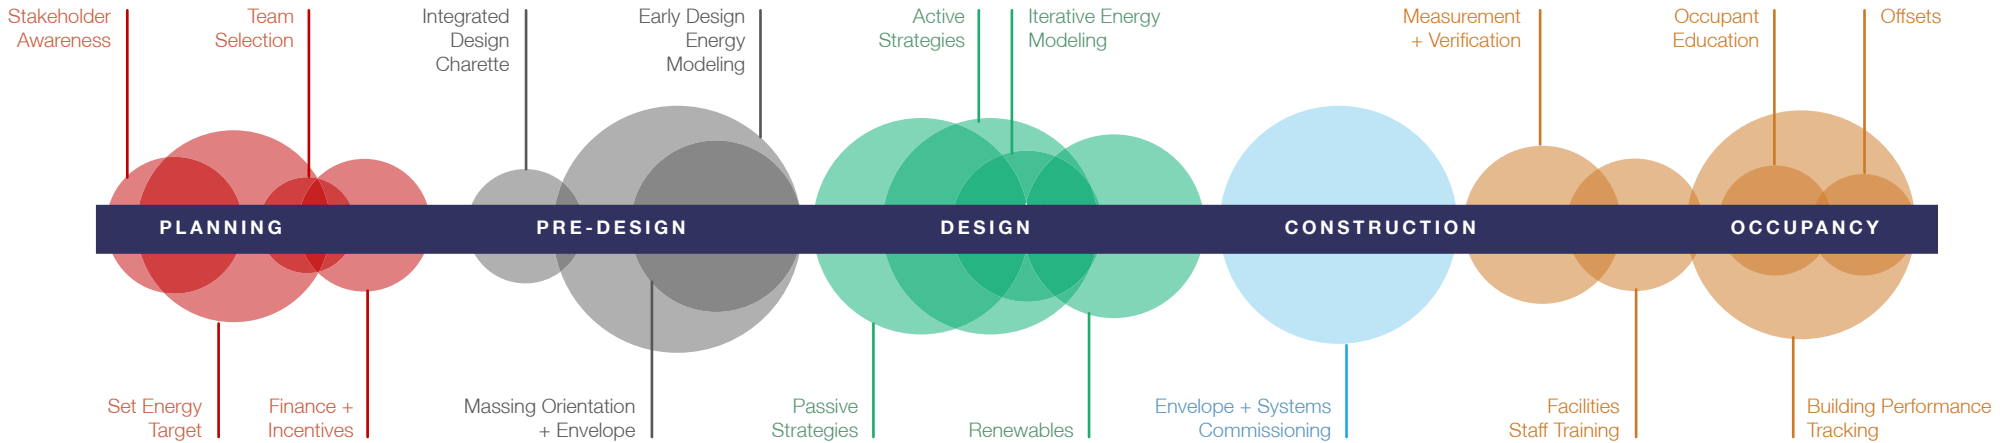 Stakeholder
Awareness
Team
Selection
Integrated
Design
Charette
Early Design
Energy
Modeling
Active
Strategies
Iterative Energy
Modeling
Measurement
+ Verification
Occupant
Education
Offsets
PLANNING
PRE-DESIGN
DESIGN
CONSTRUCTION
OCCUPANCY
Set Energy
Target
Finance +
Incentives
Massing Orientation
+ Envelope
Passive
Strategies
Renewables
Envelope + Systems
Commissioning
Facilities
Staff Training
Building Performance
Tracking